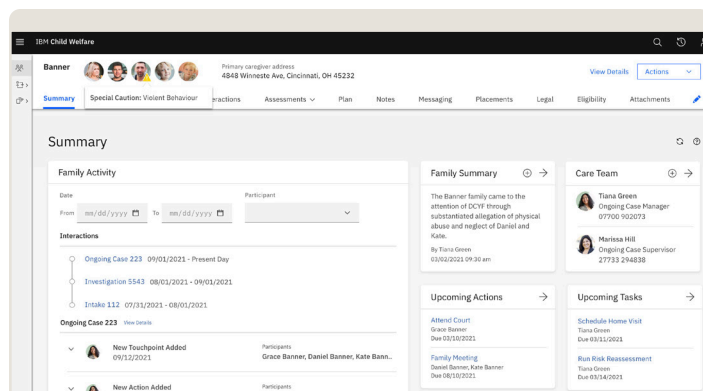 IBM Child Welfare
Banner
Primary caregiver address
4848 Winneste Ave, Cincinnati, OH 45232
View Details
Actions
Summary
Special Caution: Violent Behaviour
eractions
Assessments
Plan
Notes
Messaging
Placements
Legal
Eligibility
Attachments
Summary
Family Activity
Date
Participant
From mm/dd/yyyy To mm/dd/yyyy
Interactions
Ongoing Case 223 09/01/2021 - Present Day
Investigation 5543 08/01/2021 - 09/01/2021
Intake 112 07/31/2021 - 08/01/2021
Ongoing Case 223 View Details
New Touchpoint Added
09/12/2021
Participants
Grace Banner, Daniel Banner, Kate Bann..
New Action Added
Participants
Family Summary
The Banner family came to the
attention of DCYF through
substantiated allegation of physical
abuse and neglect of Daniel and
Kate.
By Tiana Green
03/02/2021 09:30 am
Care Team
Tiana Green
Ongoing Case Manager
07700 902073
Marissa Hill
Ongoing Case Supervisor
27733 294838
Upcoming Actions
Attend Court
Grace Banner
Due 03/10/2021
Family Meeting
Daniel Banner, Kate Banner
Due 08/10/2021
Upcoming Tasks
Schedule Home Visit
Tiana Green
Due 03/11/2021
Run Risk Reassessment
Tiana Green
Due 03/14/2021